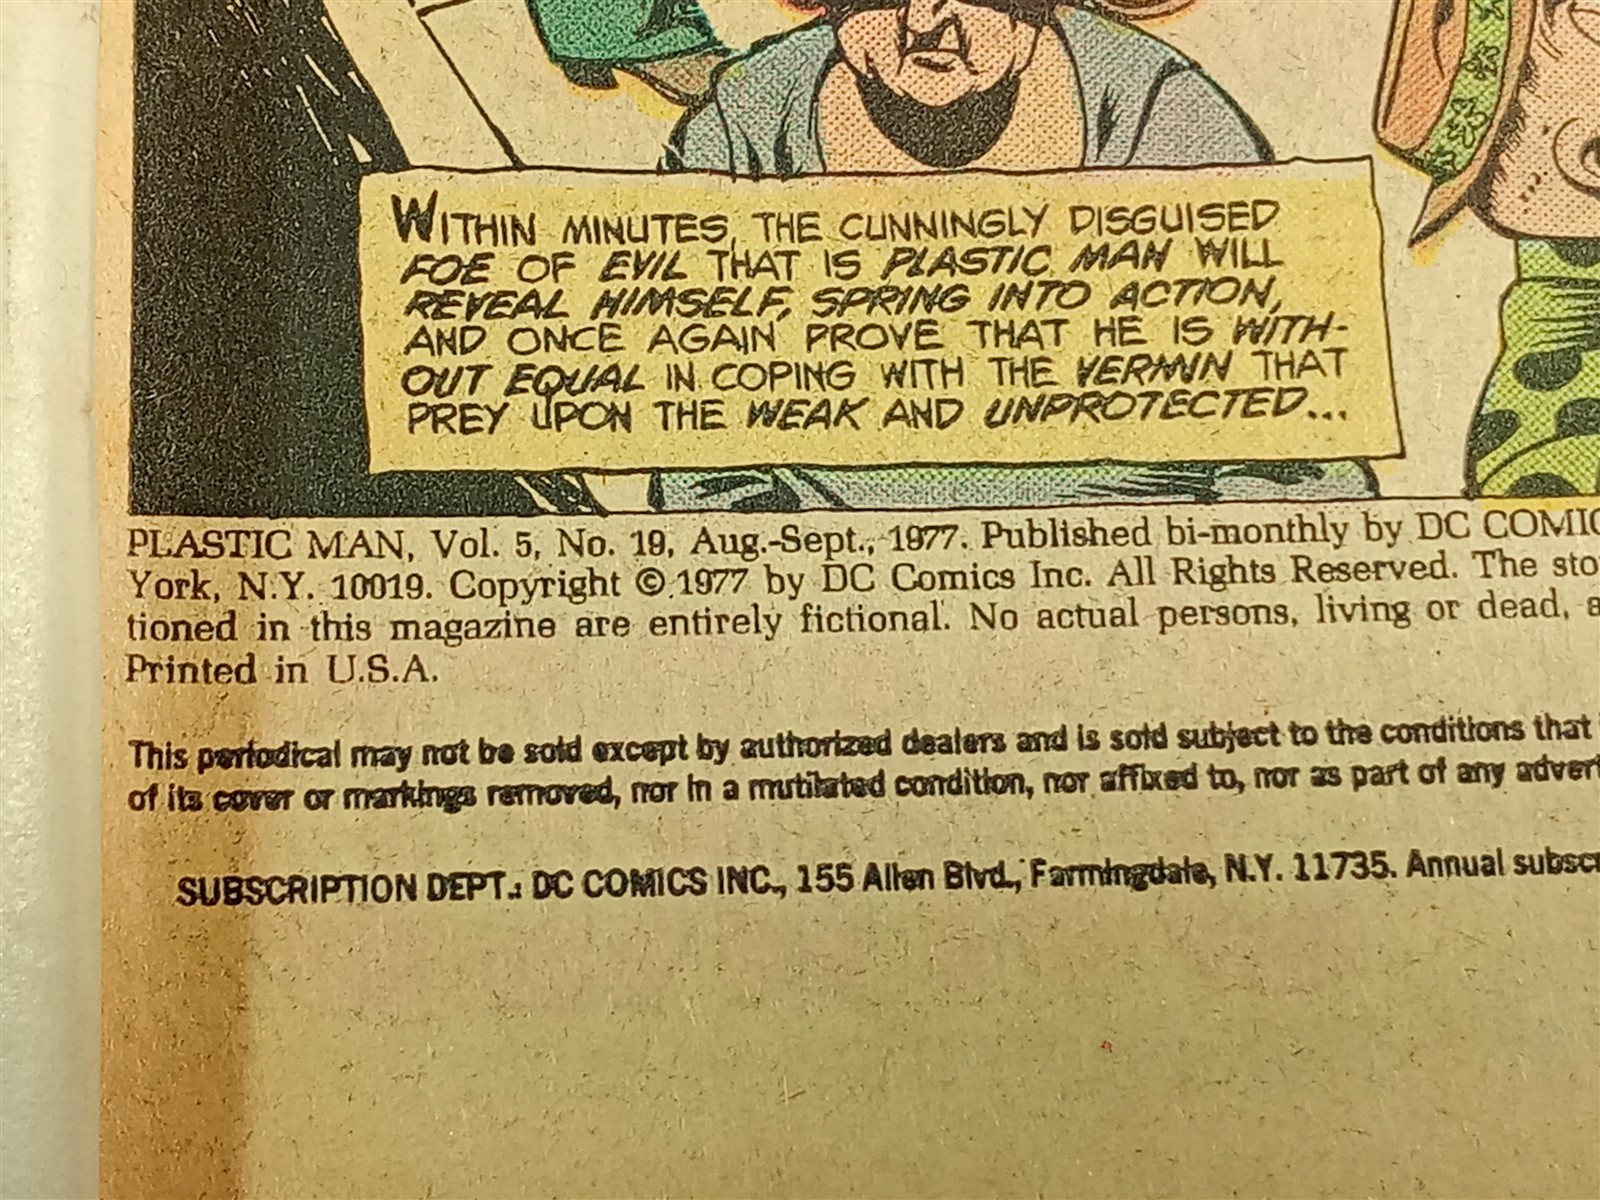 WITHIN MINUTES, THE CUNNINGLY DISGUISED
FOE OF EVIL THAT IS PLASTIC MAN WILL
REVEAL HIMSELF, SPRING INTO ACTION,
AND ONCE AGAIN PROVE THAT HE IS WITH-
OUT EQUAL IN COPING WITH THE VERMIN THAT
PREY UPON THE WEAK AND UNPROTECTED...
PLASTIC MAN, Vol. 5, No. 19, Aug.-Sept., 1977. Published bi-monthly by DC COMIC
York, N.Y. 10019. Copyright © 1977 by DC Comics Inc. All Rights Reserved. The sto
tioned in this magazine are entirely fictional. No actual persons, living or dead, a
Printed in U.S.A.
This periodical may not be sold except by authorized dealers and is sold subject to the conditions that
of its cover or markings removed, nor in a mutilated condition, nor affixed to, nor as part of any advert
SUBSCRIPTION DEPT.: DC COMICS INC., 155 Allen Blvd., Farmingdale, N.Y. 11735. Annual subscr